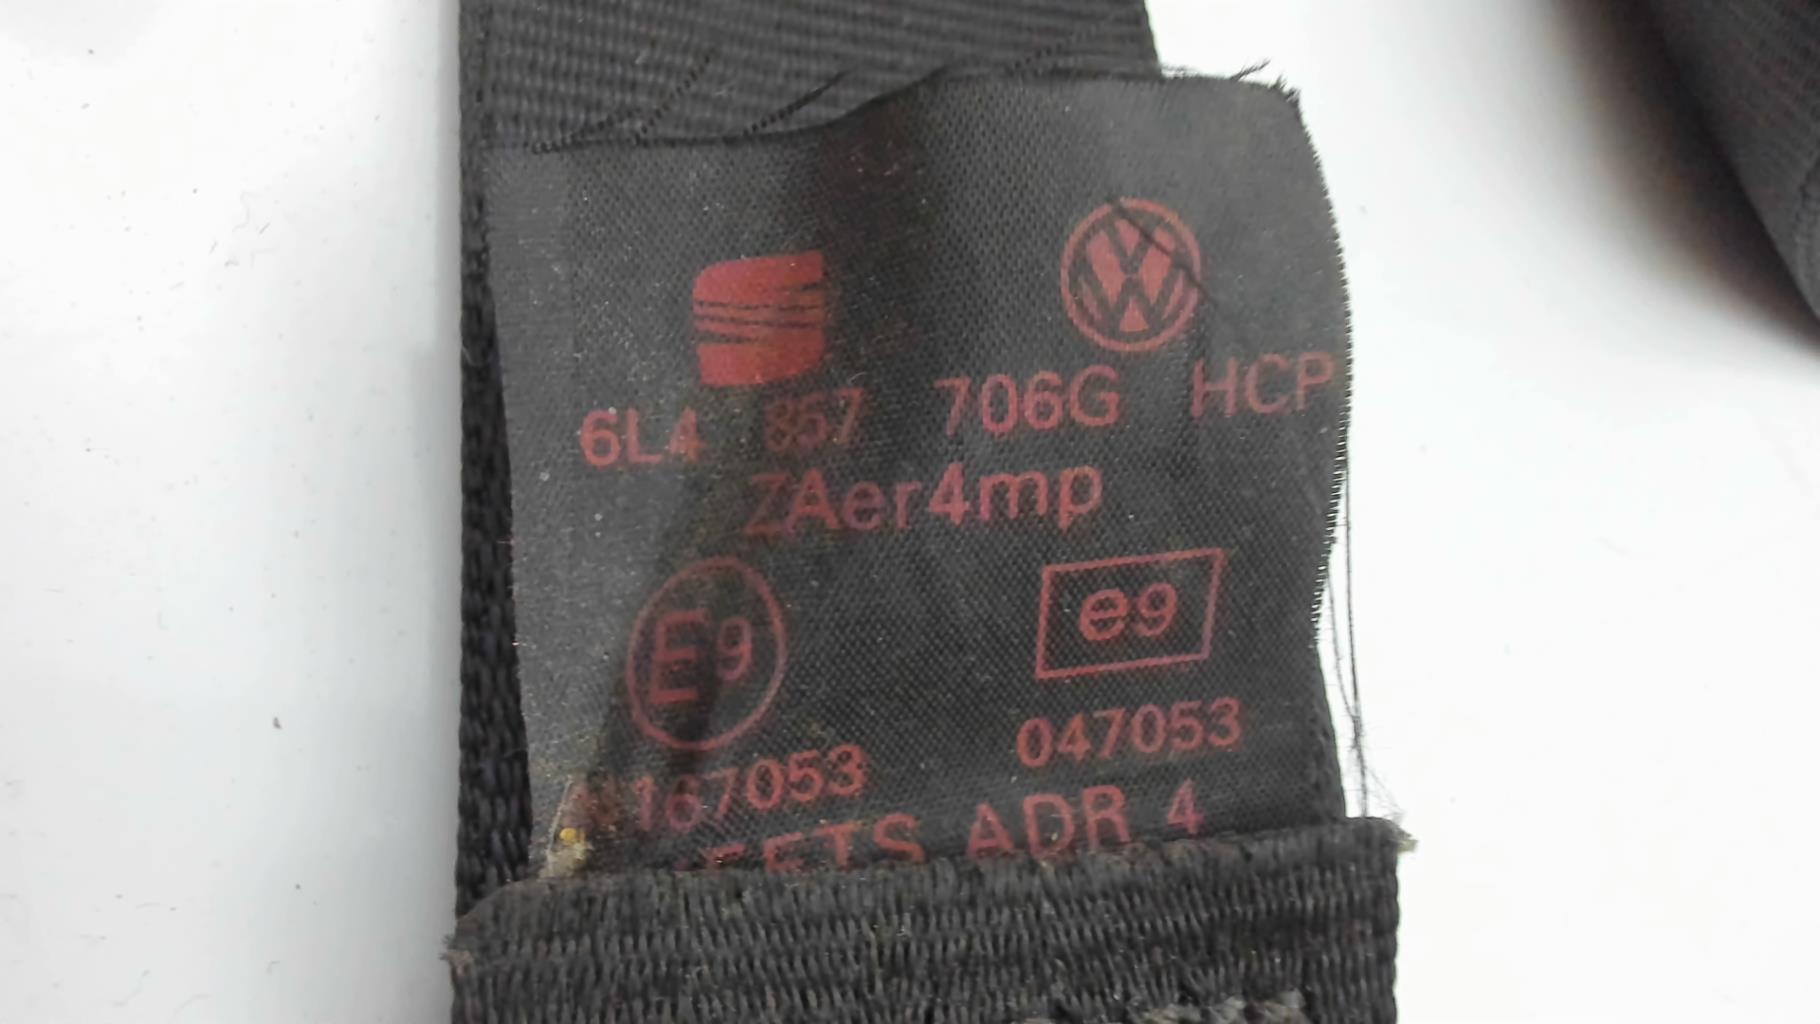 6L4 857 706G HCP
ZAer4mp
E9 e9
047053
167053
ADR 4